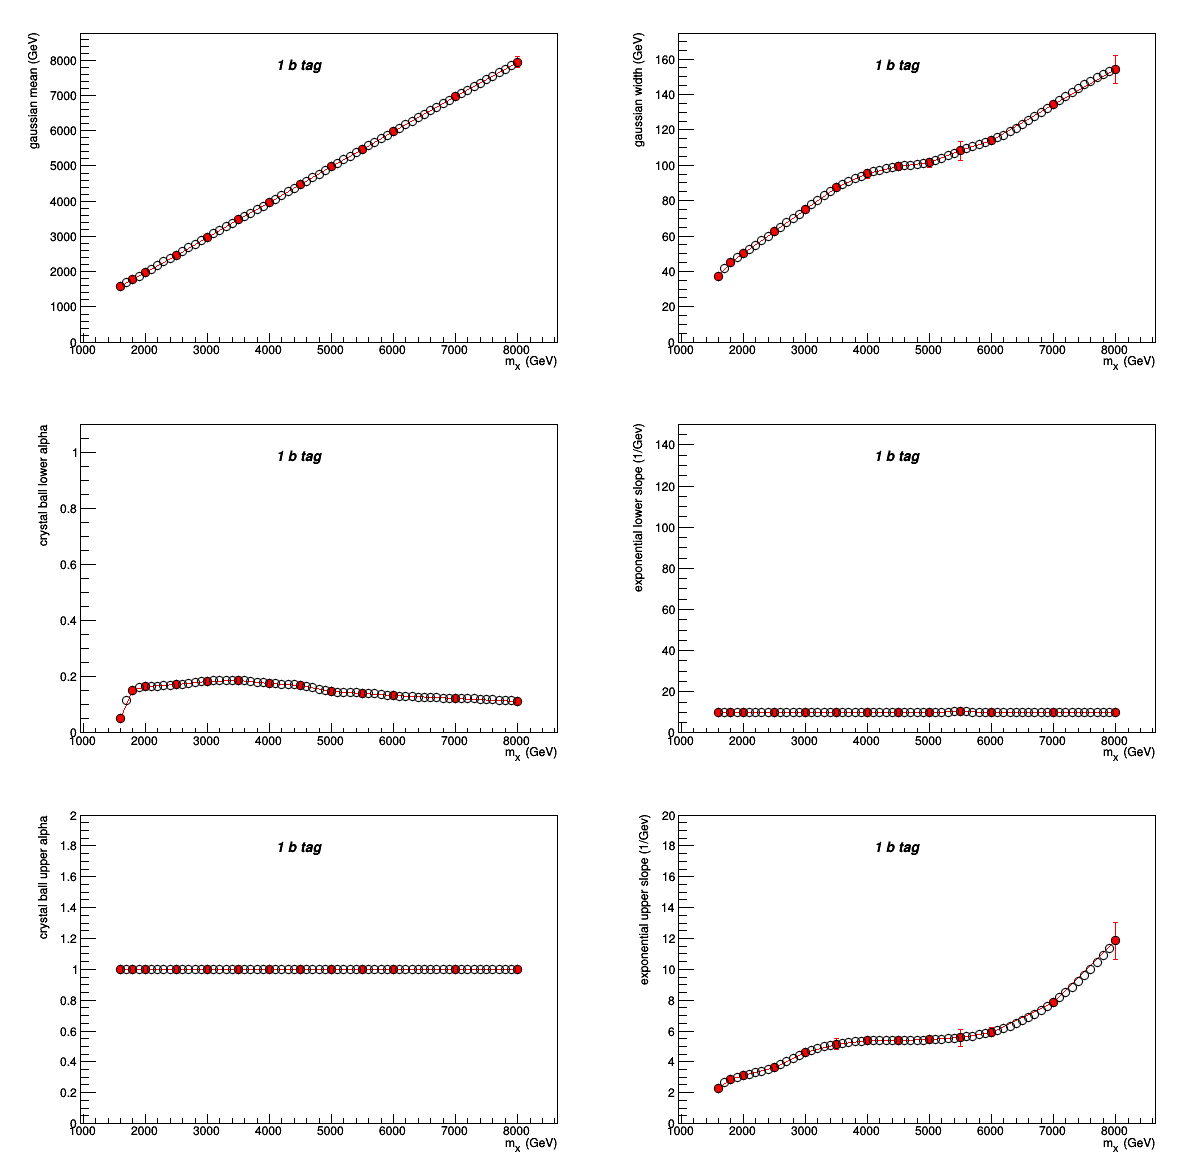 gaussian mean (GeV)
1 b tag
8000
7000
6000
5000
4000
3000
2000
1000
0
1000 2000 3000 4000 5000 6000 7000 8000
mx (GeV)
gaussian width (GeV)
1 b tag
160
140
120
100
80
60
40
20
0
1000 2000 3000 4000 5000 6000 7000 8000
mx (GeV)
crystal ball lower alpha
1 b tag
1
0.8
0.6
0.4
0.2
0
1000 2000 3000 4000 5000 6000 7000 8000
mx (GeV)
exponential lower slope (1/Gev)
1 b tag
140
120
100
80
60
40
20
0
1000 2000 3000 4000 5000 6000 7000 8000
mx (GeV)
crystal ball upper alpha
1 b tag
2
1.8
1.6
1.4
1.2
1
0.8
0.6
0.4
0.2
0
1000 2000 3000 4000 5000 6000 7000 8000
mx (GeV)
exponential upper slope (1/Gev)
1 b tag
20
18
16
14
12
10
8
6
4
2
0
1000 2000 3000 4000 5000 6000 7000 8000
mx (GeV)